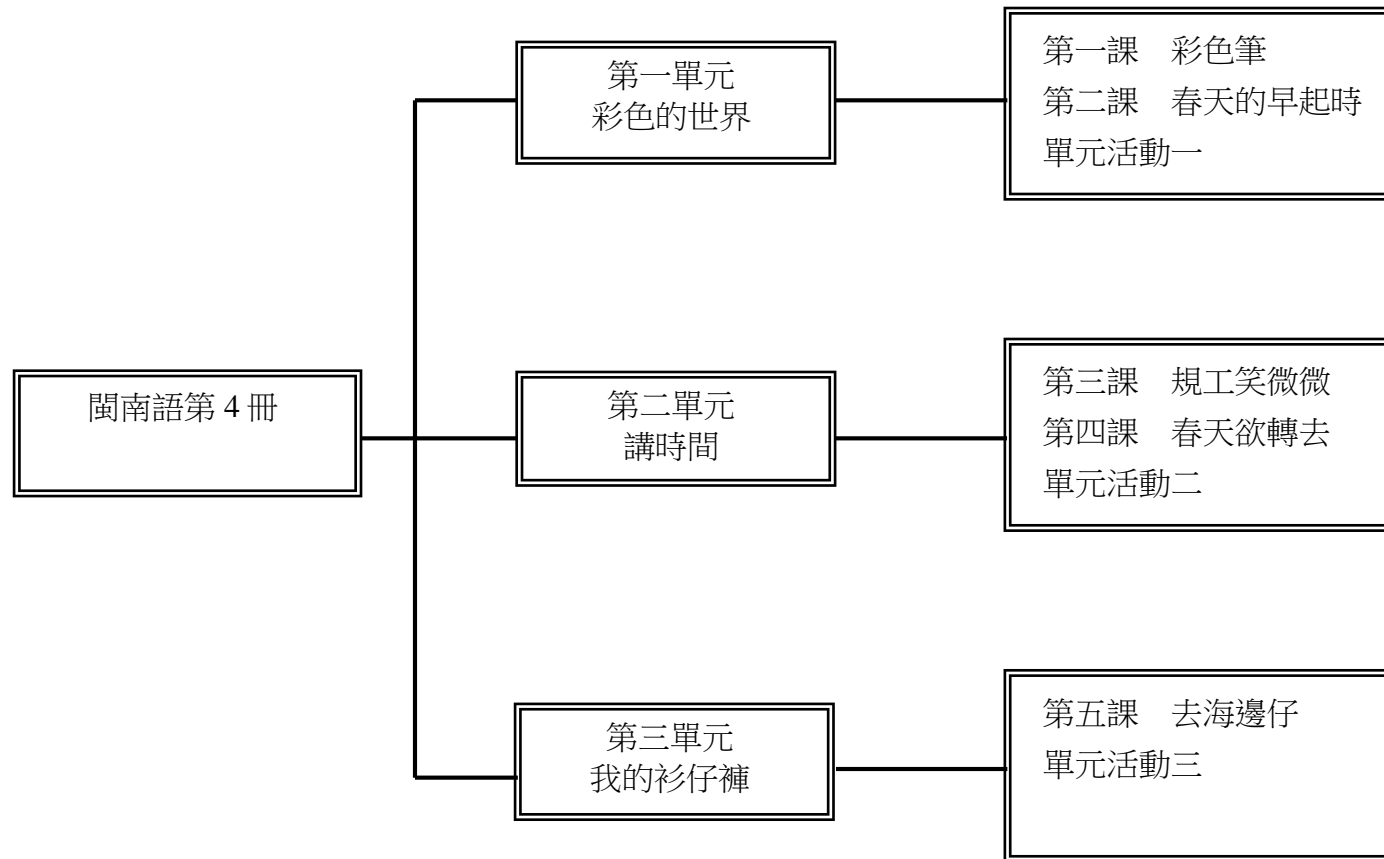 第一單元
彩色的世界
第一課　彩色筆
第二課　春天的早起時
單元活動一
閩南語第 4 冊
第二單元
講時間
第三課　規工笑微微
第四課　春天欲轉去
單元活動二
第三單元
我的衫仔褲
第五課　去海邊仔
單元活動三